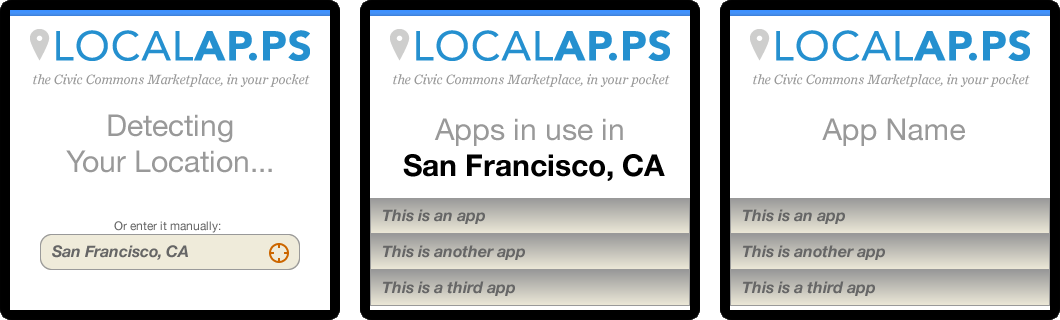 LOCALAP.PS
the Civic Commons Marketplace, in your pocket
Detecting
Your Location...
Or enter it manually:
San Francisco, CA
LOCALAP.PS
the Civic Commons Marketplace, in your pocket
Apps in use in
San Francisco, CA
This is an app
This is another app
This is a third app
LOCALAP.PS
the Civic Commons Marketplace, in your pocket
App Name
This is an app
This is another app
This is a third app